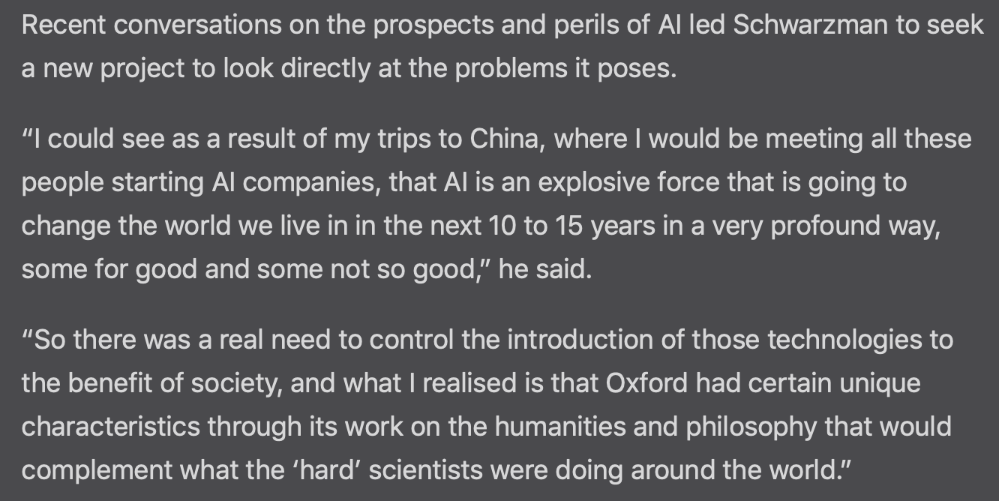 Recent conversations on the prospects and perils of AI led Schwarzman to seek
a new project to look directly at the problems it poses.
“I could see as a result of my trips to China, where I would be meeting all these
people starting AI companies, that AI is an explosive force that is going to
change the world we live in in the next 10 to 15 years in a very profound way,
some for good and some not so good,” he said.
“So there was a real need to control the introduction of those technologies to
the benefit of society, and what I realised is that Oxford had certain unique
characteristics through its work on the humanities and philosophy that would
complement what the ‘hard’ scientists were doing around the world.”